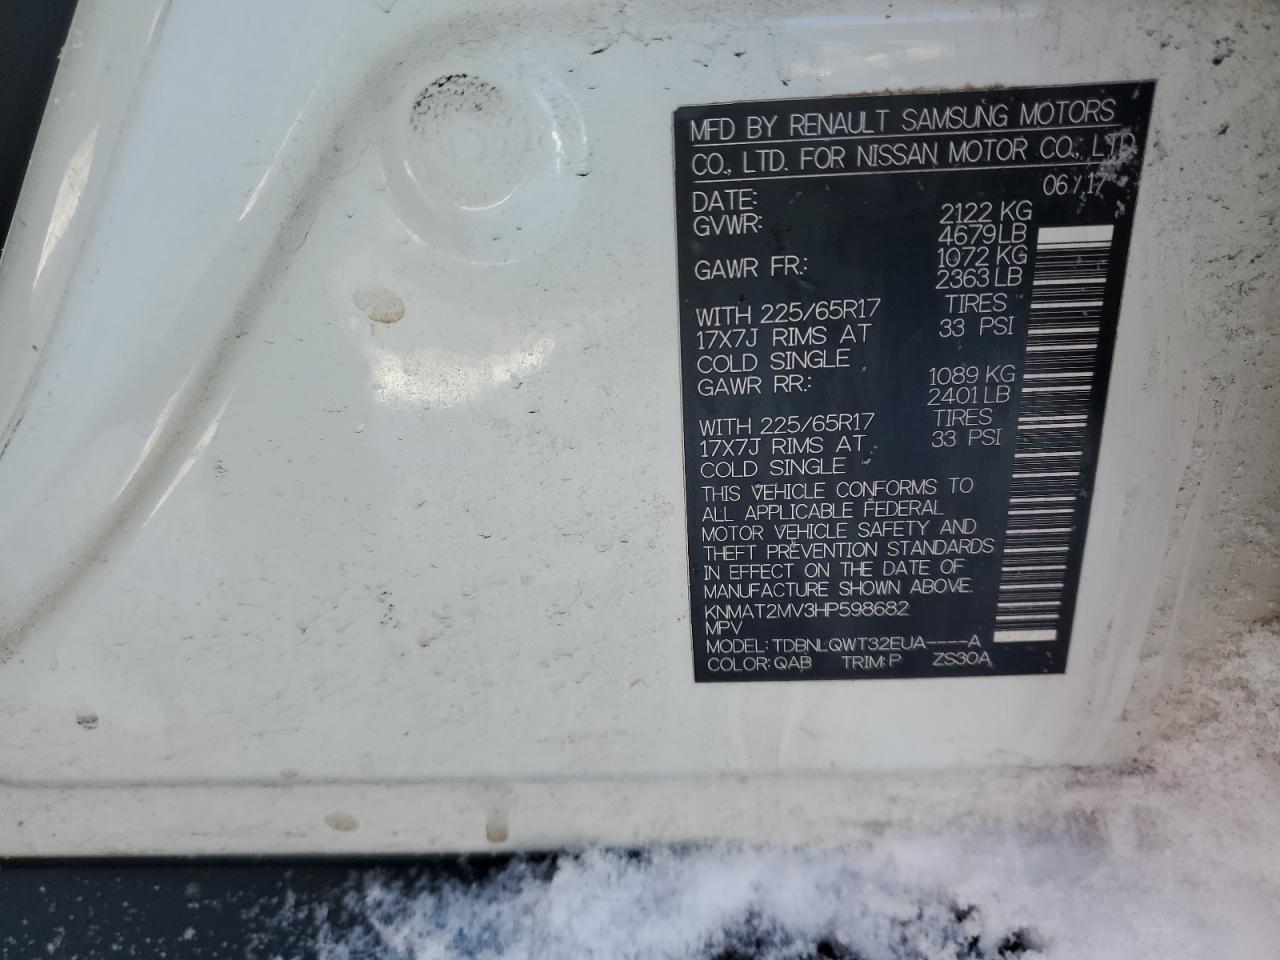 MFD BY RENAULT SAMSUNG MOTORS
CO., LTD. FOR NISSAN MOTOR CO., LTD
DATE: 06/17
GVWR: 2122 KG
4679 LB
GAWR FR.: 1072 KG
2363 LB
WITH 225/65R17 TIRES
17X7J RIMS AT 33 PSI
COLD SINGLE
GAWR RR.: 1089 KG
2401 LB
WITH 225/65R17 TIRES
17X7J RIMS AT 33 PSI
COLD SINGLE
THIS VEHICLE CONFORMS TO
ALL APPLICABLE FEDERAL
MOTOR VEHICLE SAFETY AND
THEFT PREVENTION STANDARDS
IN EFFECT ON THE DATE OF
MANUFACTURE SHOWN ABOVE.
KNMAT2MV3HP598682
MPV
MODEL: TDBNLQWT32EUA----A
COLOR: QAB TRIM: P ZS30A